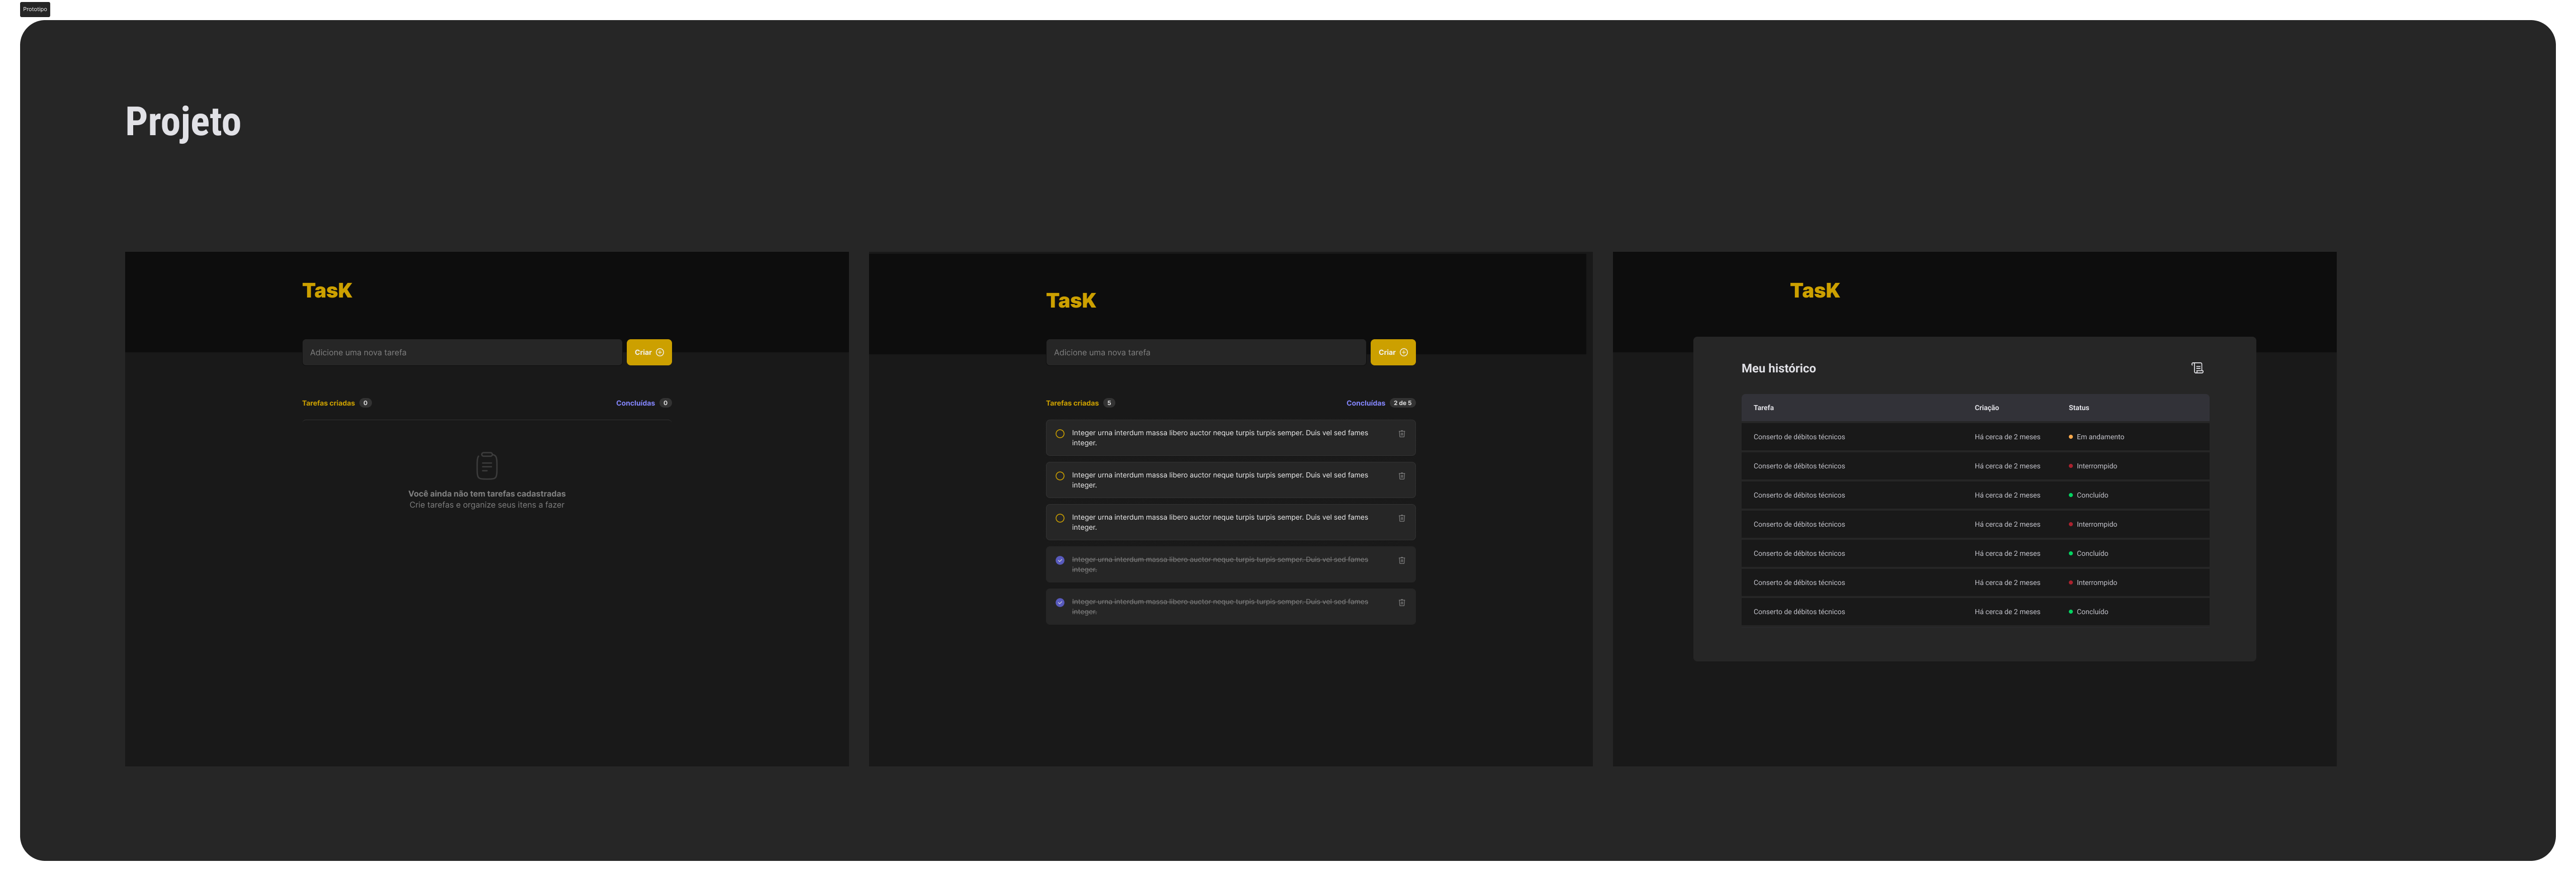 Prototipo
Projeto
TasK
Adicione uma nova tarefa
Criar
Tarefas criadas 0
Concluídas 0
Você ainda não tem tarefas cadastradas
Crie tarefas e organize seus itens a fazer
TasK
Adicione uma nova tarefa
Criar
Tarefas criadas 5
Concluídas 2 de 5
Integer urna interdum massa libero auctor neque turpis turpis semper. Duis vel sed fames
integer.
Integer urna interdum massa libero auctor neque turpis turpis semper. Duis vel sed fames
integer.
Integer urna interdum massa libero auctor neque turpis turpis semper. Duis vel sed fames
integer.
Integer urna interdum massa libero auctor neque turpis turpis semper. Duis vel sed fames
integer.
Integer urna interdum massa libero auctor neque turpis turpis semper. Duis vel sed fames
integer.
TasK
Meu histórico
Tarefa Criação Status
Conserto de débitos técnicos Há cerca de 2 meses Em andamento
Conserto de débitos técnicos Há cerca de 2 meses Interrompido
Conserto de débitos técnicos Há cerca de 2 meses Concluído
Conserto de débitos técnicos Há cerca de 2 meses Interrompido
Conserto de débitos técnicos Há cerca de 2 meses Concluído
Conserto de débitos técnicos Há cerca de 2 meses Interrompido
Conserto de débitos técnicos Há cerca de 2 meses Concluído